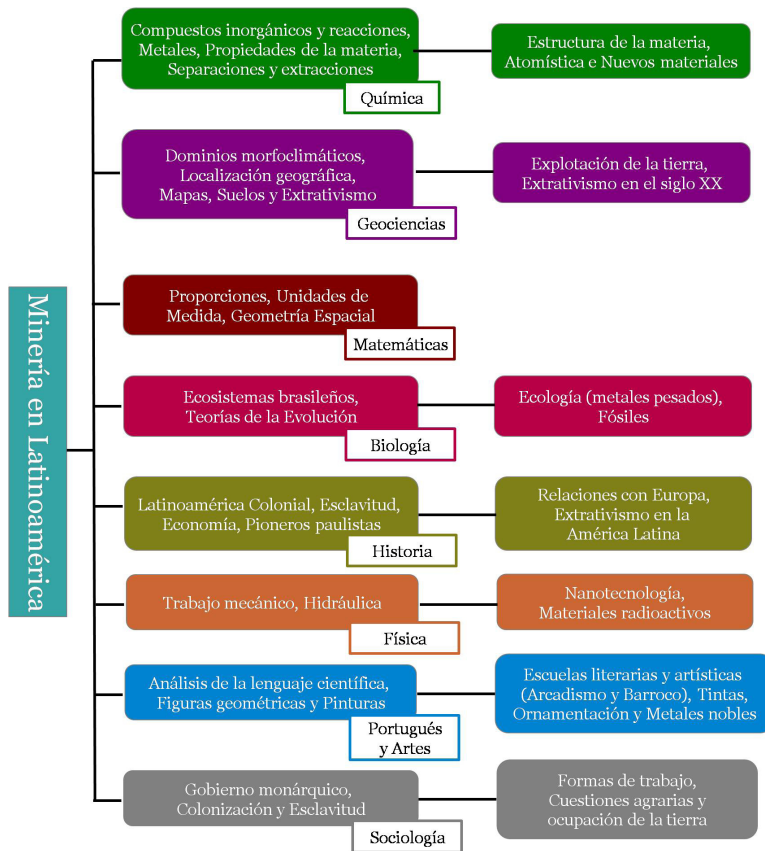 Minería en Latinoamérica
Compuestos inorgánicos y reacciones,
Metales, Propiedades de la materia,
Separaciones y extracciones
Química
Estructura de la materia,
Atomística e Nuevos materiales
Dominios morfoclimáticos,
Localización geográfica,
Mapas, Suelos y Extrativismo
Geociencias
Explotación de la tierra,
Extrativismo en el siglo XX
Proporciones, Unidades de
Medida, Geometría Espacial
Matemáticas
Ecosistemas brasileños,
Teorías de la Evolución
Biología
Ecología (metales pesados),
Fósiles
Latinoamérica Colonial, Esclavitud,
Economía, Pioneros paulistas
Historia
Relaciones con Europa,
Extrativismo en la
América Latina
Trabajo mecánico, Hidráulica
Física
Nanotecnología,
Materiales radioactivos
Análisis de la lenguaje científica,
Figuras geométricas y Pinturas
Portugués
y Artes
Escuelas literarias y artísticas
(Arcadismo y Barroco), Tintas,
Ornamentación y Metales nobles
Gobierno monárquico,
Colonización y Esclavitud
Sociología
Formas de trabajo,
Cuestiones agrarias y
ocupación de la tierra